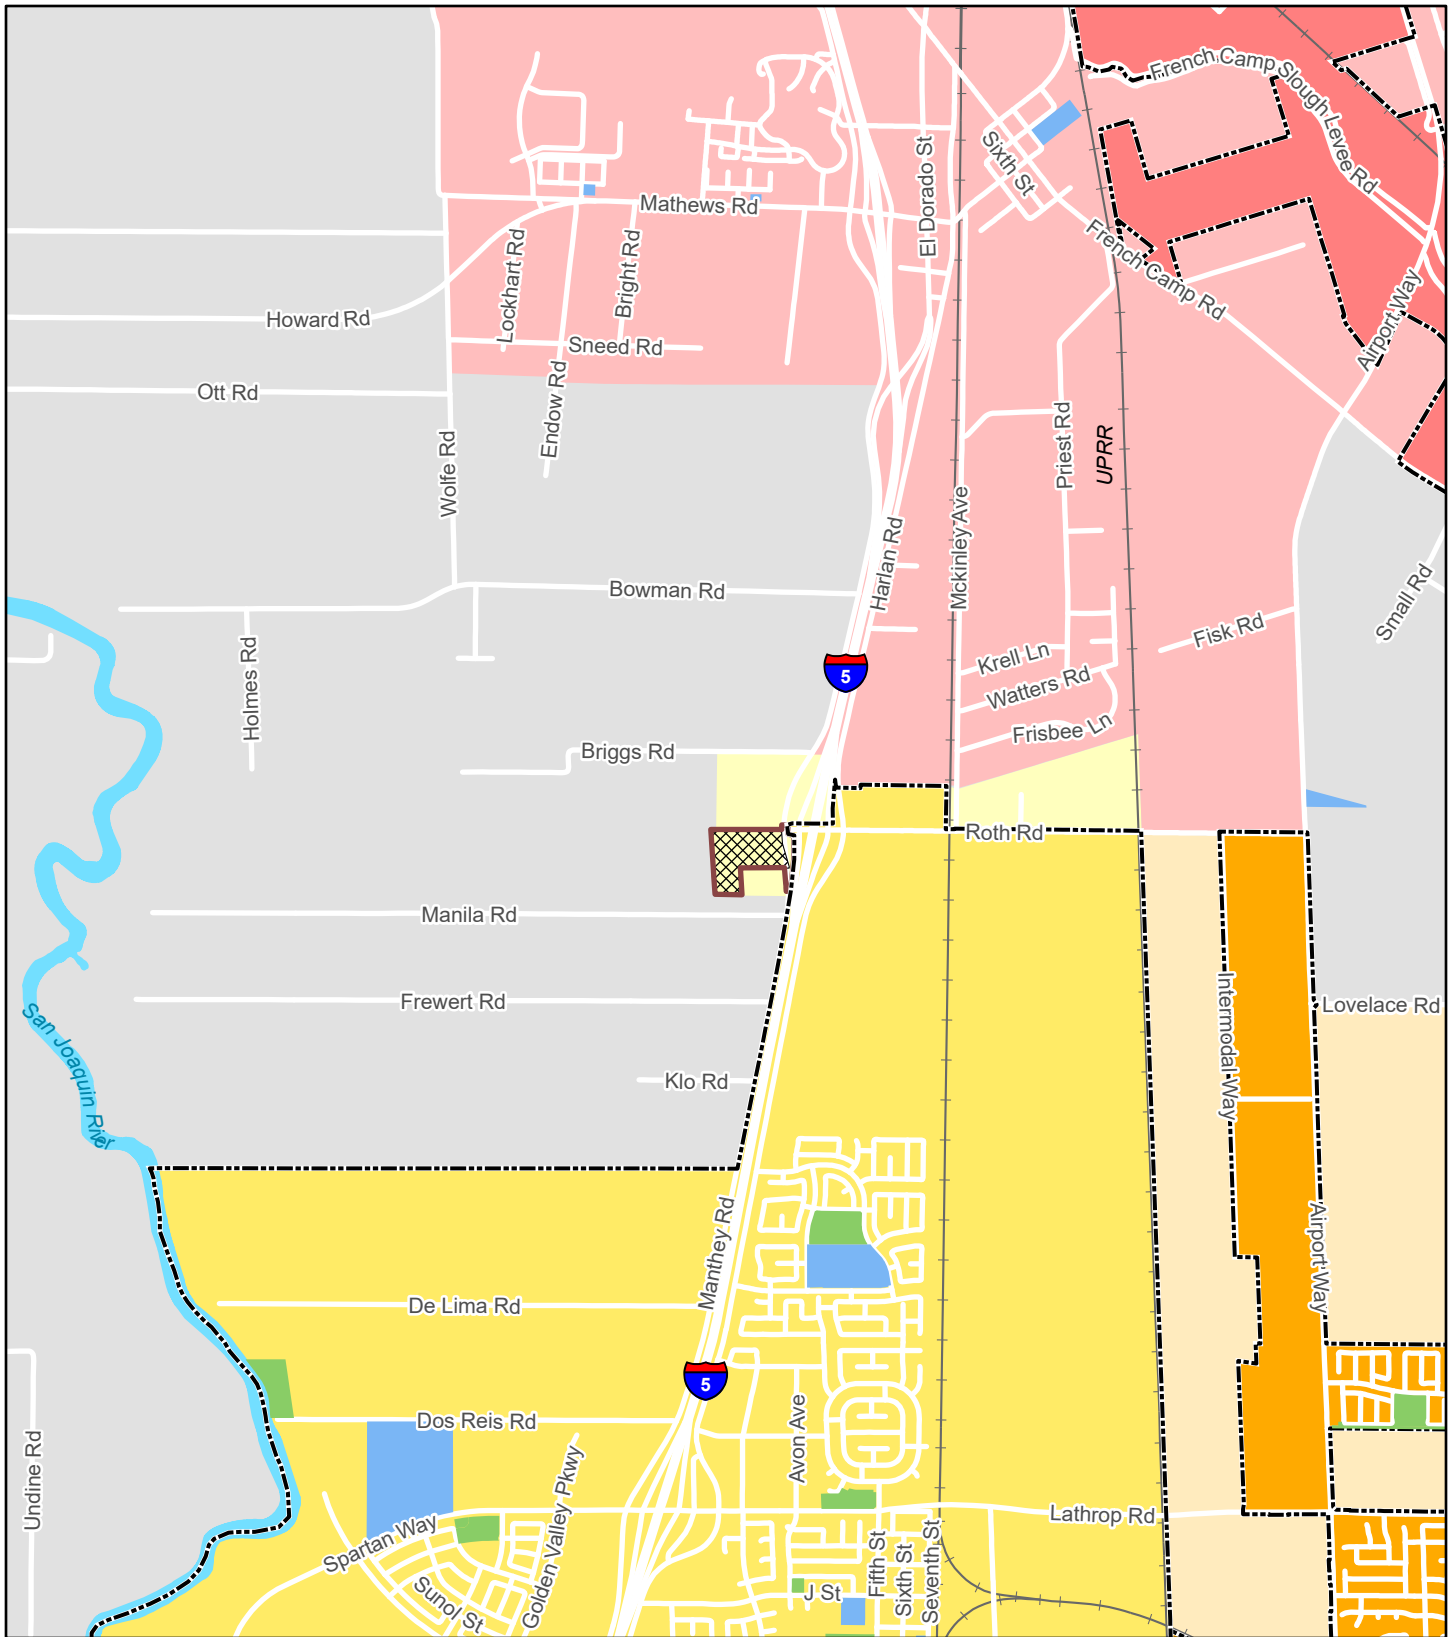 French Camp Slough Levee Rd
Sixth St
El Dorado St
Mathews Rd
Lockhart Rd
Bright Rd
French Camp Rd
Howard Rd
Sneed Rd
Airport Way
Ott Rd
Endow Rd
Wolfe Rd
Priest Rd
UPRR
Mckinley Ave
Harlan Rd
Bowman Rd
Small Rd
Holmes Rd
Fisk Rd
Krell Ln
5
Watters Rd
Frisbee Ln
Briggs Rd
Roth Rd
Manila Rd
Frewert Rd
Lovelace Rd
Intermodal Way
San Joaquin River
Klo Rd
Manthey Rd
Airport Way
De Lima Rd
5
Dos Reis Rd
Avon Ave
Undine Rd
Golden Valley Pkwy
Lathrop Rd
Spartan Way
Fifth St
Sixth St
Seventh St
Sunol St
J St